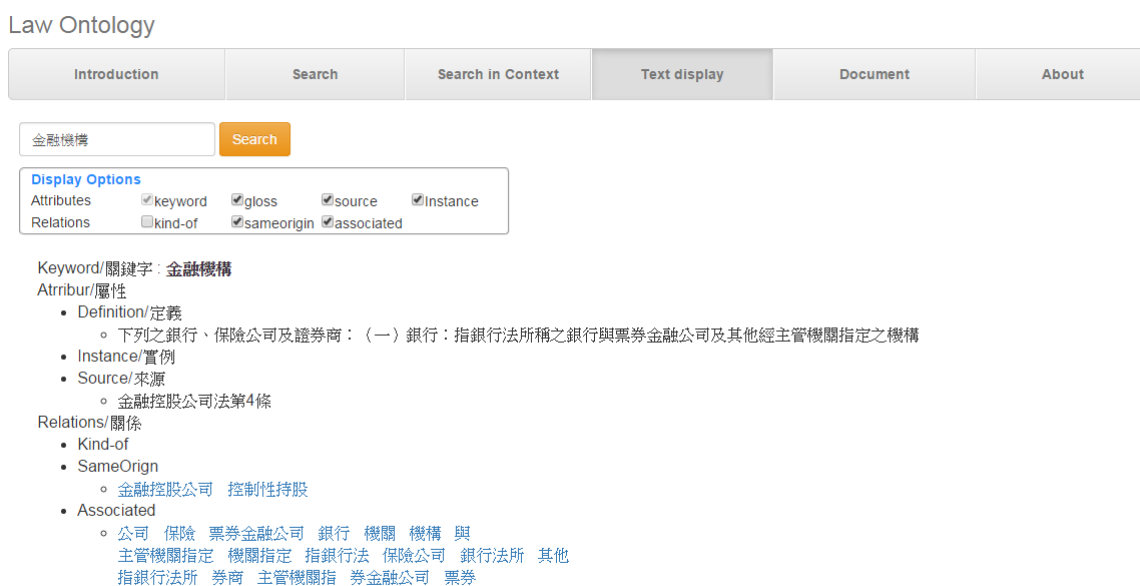 Law Ontology
Introduction Search Search in Context Text display Document About
金融機構 Search
Display Options
Attributes keyword gloss source Instance
Relations kind-of sameorigin associated
Keyword/關鍵字 : 金融機構
Atrribur/屬性
Definition/定義
下列之銀行、保險公司及證券商：（一）銀行：指銀行法所稱之銀行與票券金融公司及其他經主管機關指定之機構
Instance/實例
Source/來源
金融控股公司法第4條
Relations/關係
Kind-of
SameOrign
金融控股公司 控制性持股
Associated
公司 保險 票券金融公司 銀行 機關 機構 與
主管機關指定 機關指定 指銀行法 保險公司 銀行法所 其他
指銀行法所 券商 主管機關指 券金融公司 票券